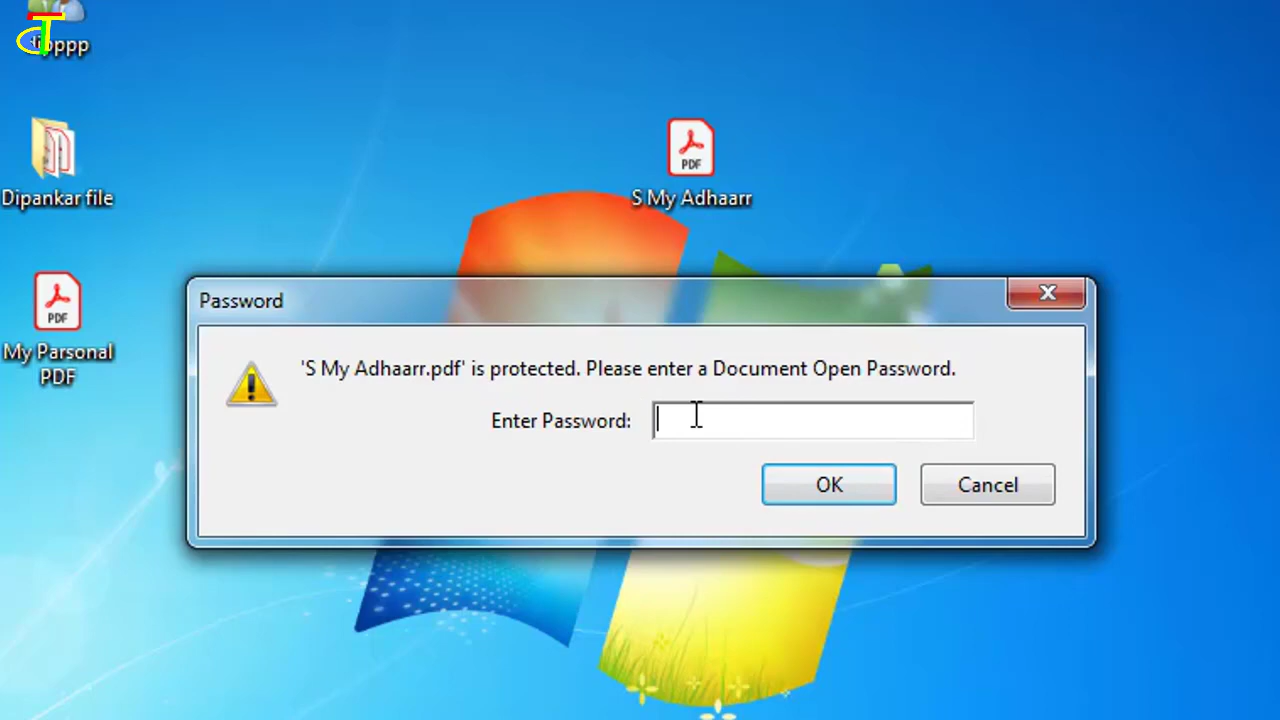 PDF
S My Adhaarr
Dipankar file
PDF
My Parsonal
PDF
Password
'S My Adhaarr.pdf' is protected. Please enter a Document Open Password.
Enter Password:
OK
Cancel